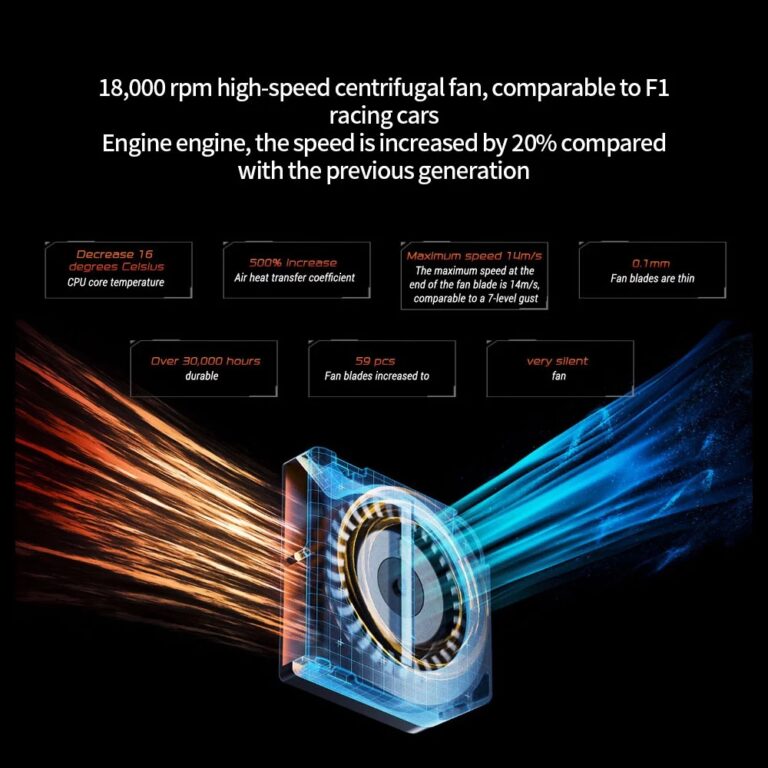 18,000 rpm high-speed centrifugal fan, comparable to F1
racing cars
Engine engine, the speed is increased by 20% compared
with the previous generation
Decrease 16
degrees Celsius
CPU core temperature
500% increase
Air heat transfer coefficient
Maximum speed 14m/s
The maximum speed at the
end of the fan blade is 14m/s,
comparable to a 7-level gust
0.1mm
Fan blades are thin
Over 30,000 hours
durable
59 pcs
Fan blades increased to
very silent
fan